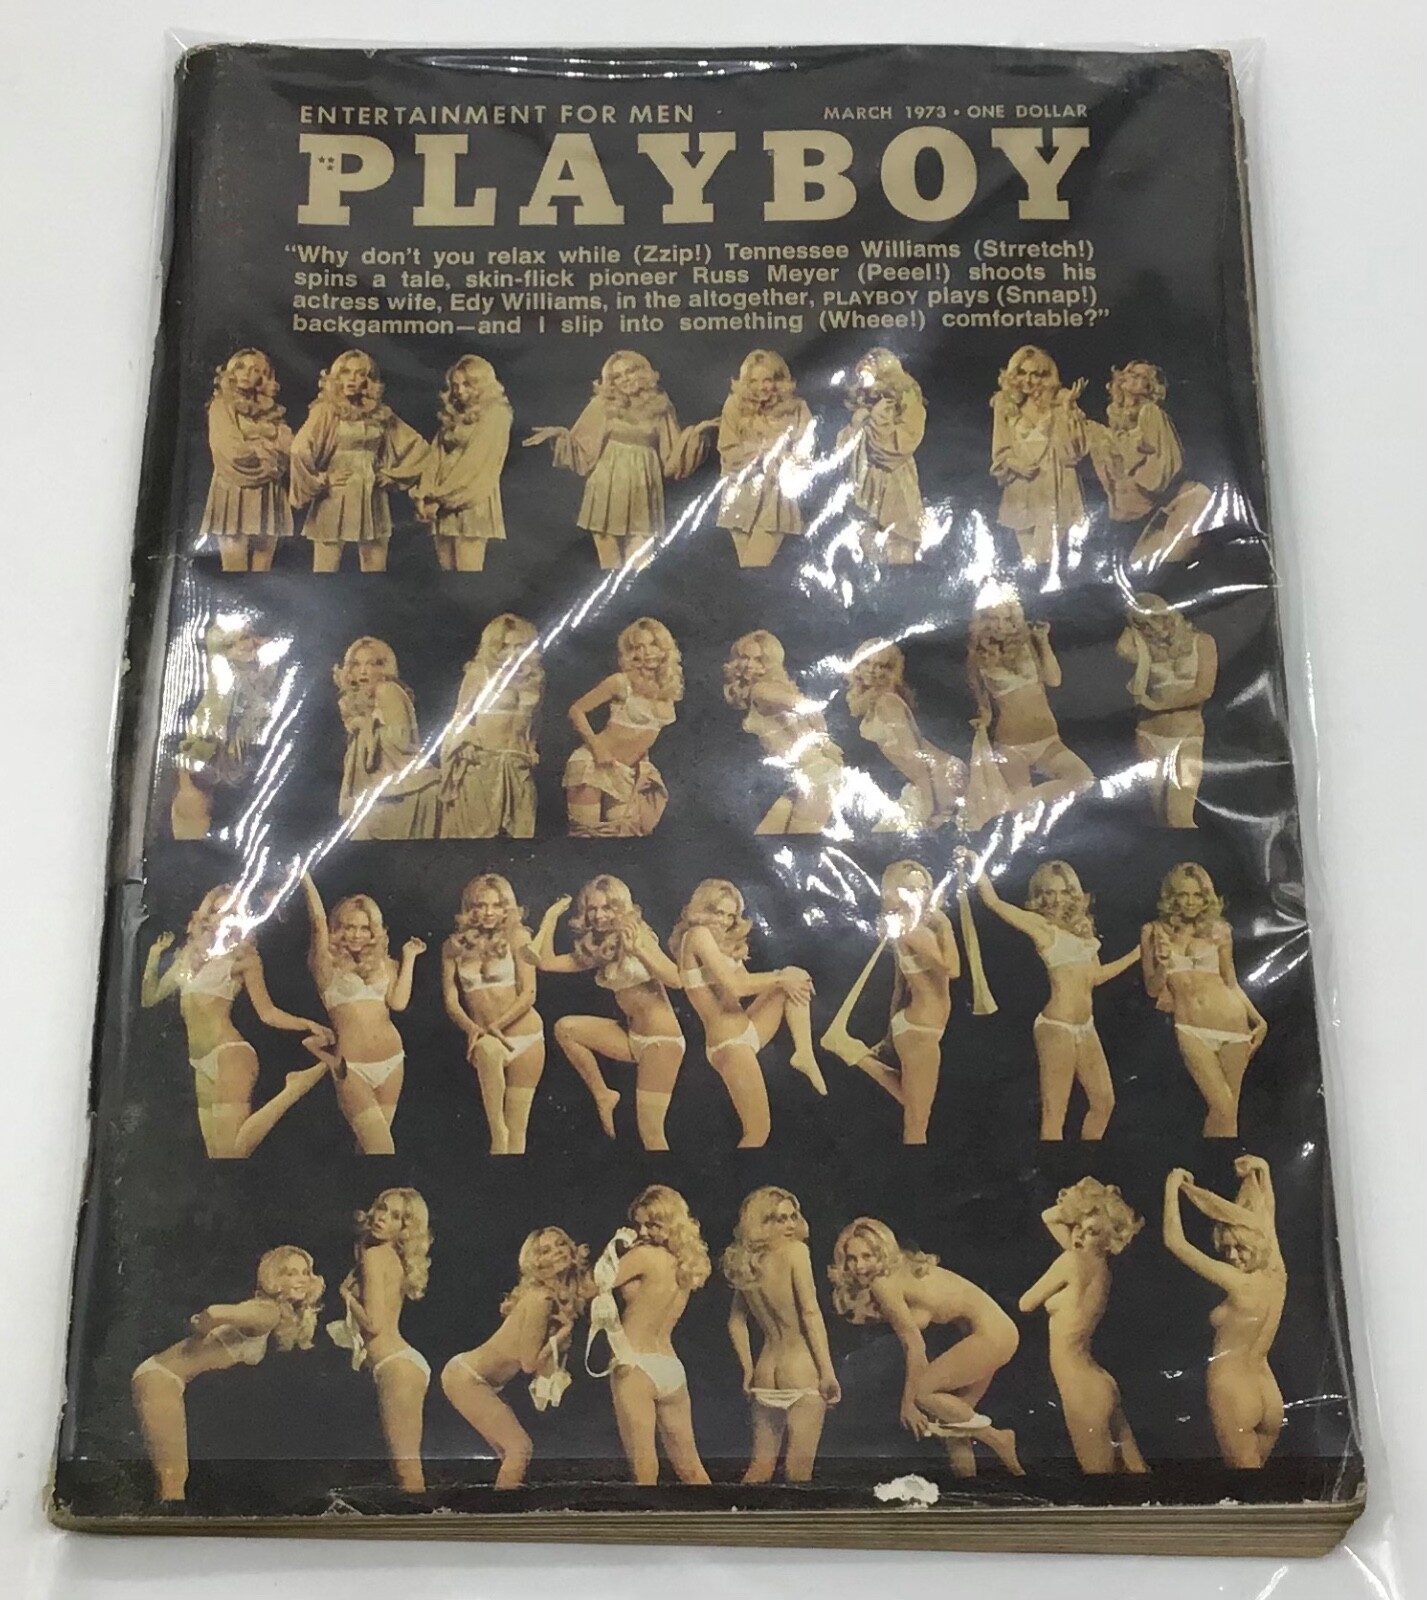 ENTERTAINMENT FOR MEN
MARCH 1973 • ONE DOLLAR
PLAYBOY
“Why don't you relax while (Zzip!) Tennessee Williams (Strretch!)
spins a tale, skin-flick pioneer Russ Meyer (Peeel!) shoots his
actress wife, Edy Williams, in the altogether, PLAYBOY plays (Snnap!)
backgammon—and I slip into something (Wheee!) comfortable?”